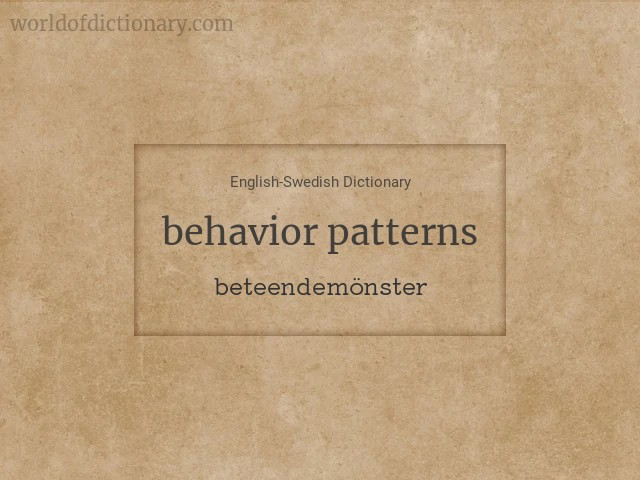 worldofdictionary.com
English-Swedish Dictionary
behavior patterns
beteendemönster